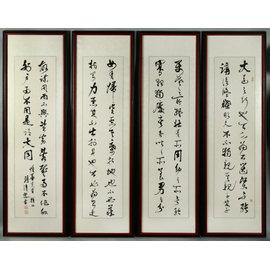 大道之行也天下為公選賢與能
講信修睦故人不獨親其親不獨子其子
使老有所終壯有所用幼有所長
矜寡孤獨廢疾者皆有所養男有分
女有歸貨惡其棄於地也不必藏
於己力惡其不出於身也不必為己是
故謀閉而不興盜竊亂賊而不作故
外戶而不閉是謂大同